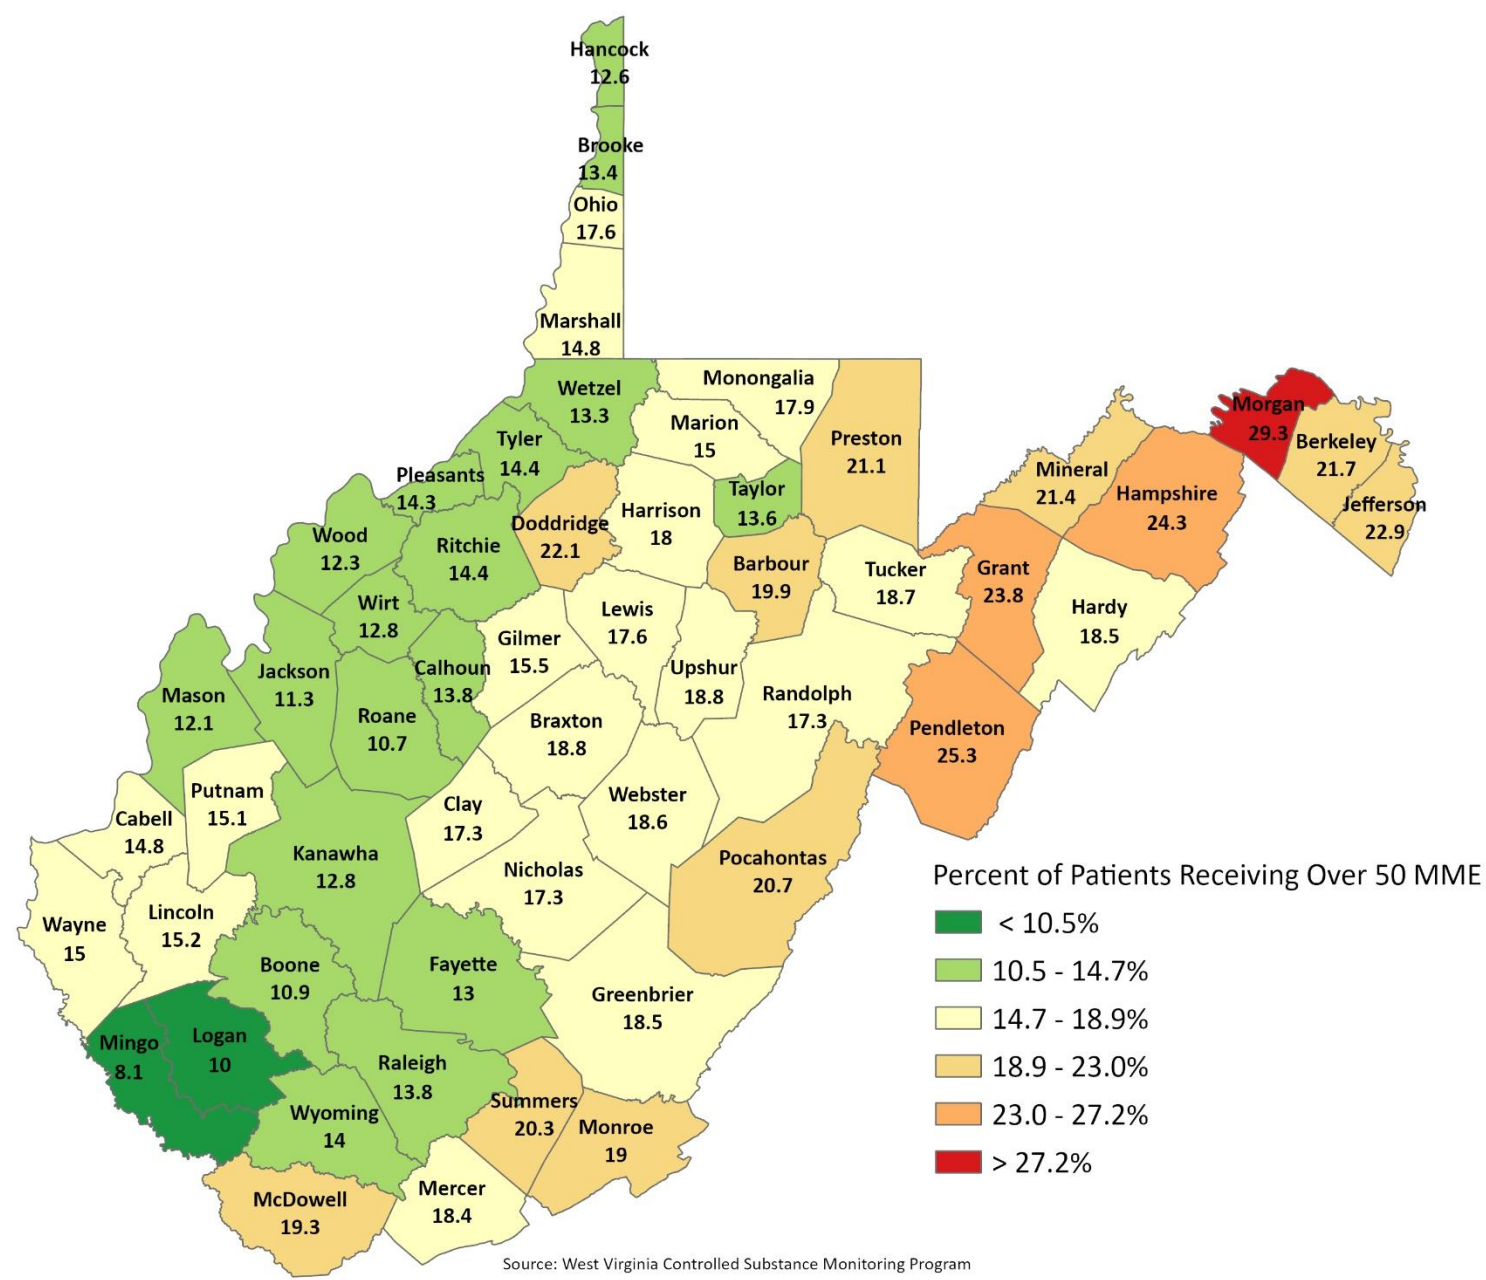 Hancock
12.6
Brooke
13.4
Ohio
17.6
Marshall
14.8
Wetzel
13.3
Monongalia
17.9
Marion
15
Preston
21.1
Tyler
14.4
Pleasants
14.3
Taylor
13.6
Harrison
18
Doddridge
22.1
Wood
12.3
Ritchie
14.4
Barbour
19.9
Tucker
18.7
Grant
23.8
Mineral
21.4
Hampshire
24.3
Morgan
29.3
Berkeley
21.7
Jefferson
22.9
Hardy
18.5
Wirt
12.8
Lewis
17.6
Gilmer
15.5
Calhoun
13.8
Upshur
18.8
Randolph
17.3
Jackson
11.3
Mason
12.1
Roane
10.7
Braxton
18.8
Pendleton
25.3
Putnam
15.1
Cabell
14.8
Clay
17.3
Webster
18.6
Kanawha
12.8
Nicholas
17.3
Pocahontas
20.7
Wayne
15
Lincoln
15.2
Boone
10.9
Fayette
13
Greenbrier
18.5
Mingo
8.1
Logan
10
Raleigh
13.8
Wyoming
14
Summers
20.3
Monroe
19
McDowell
19.3
Mercer
18.4
Percent of Patients Receiving Over 50 MME
< 10.5%
10.5 - 14.7%
14.7 - 18.9%
18.9 - 23.0%
23.0 - 27.2%
> 27.2%
Source: West Virginia Controlled Substance Monitoring Program